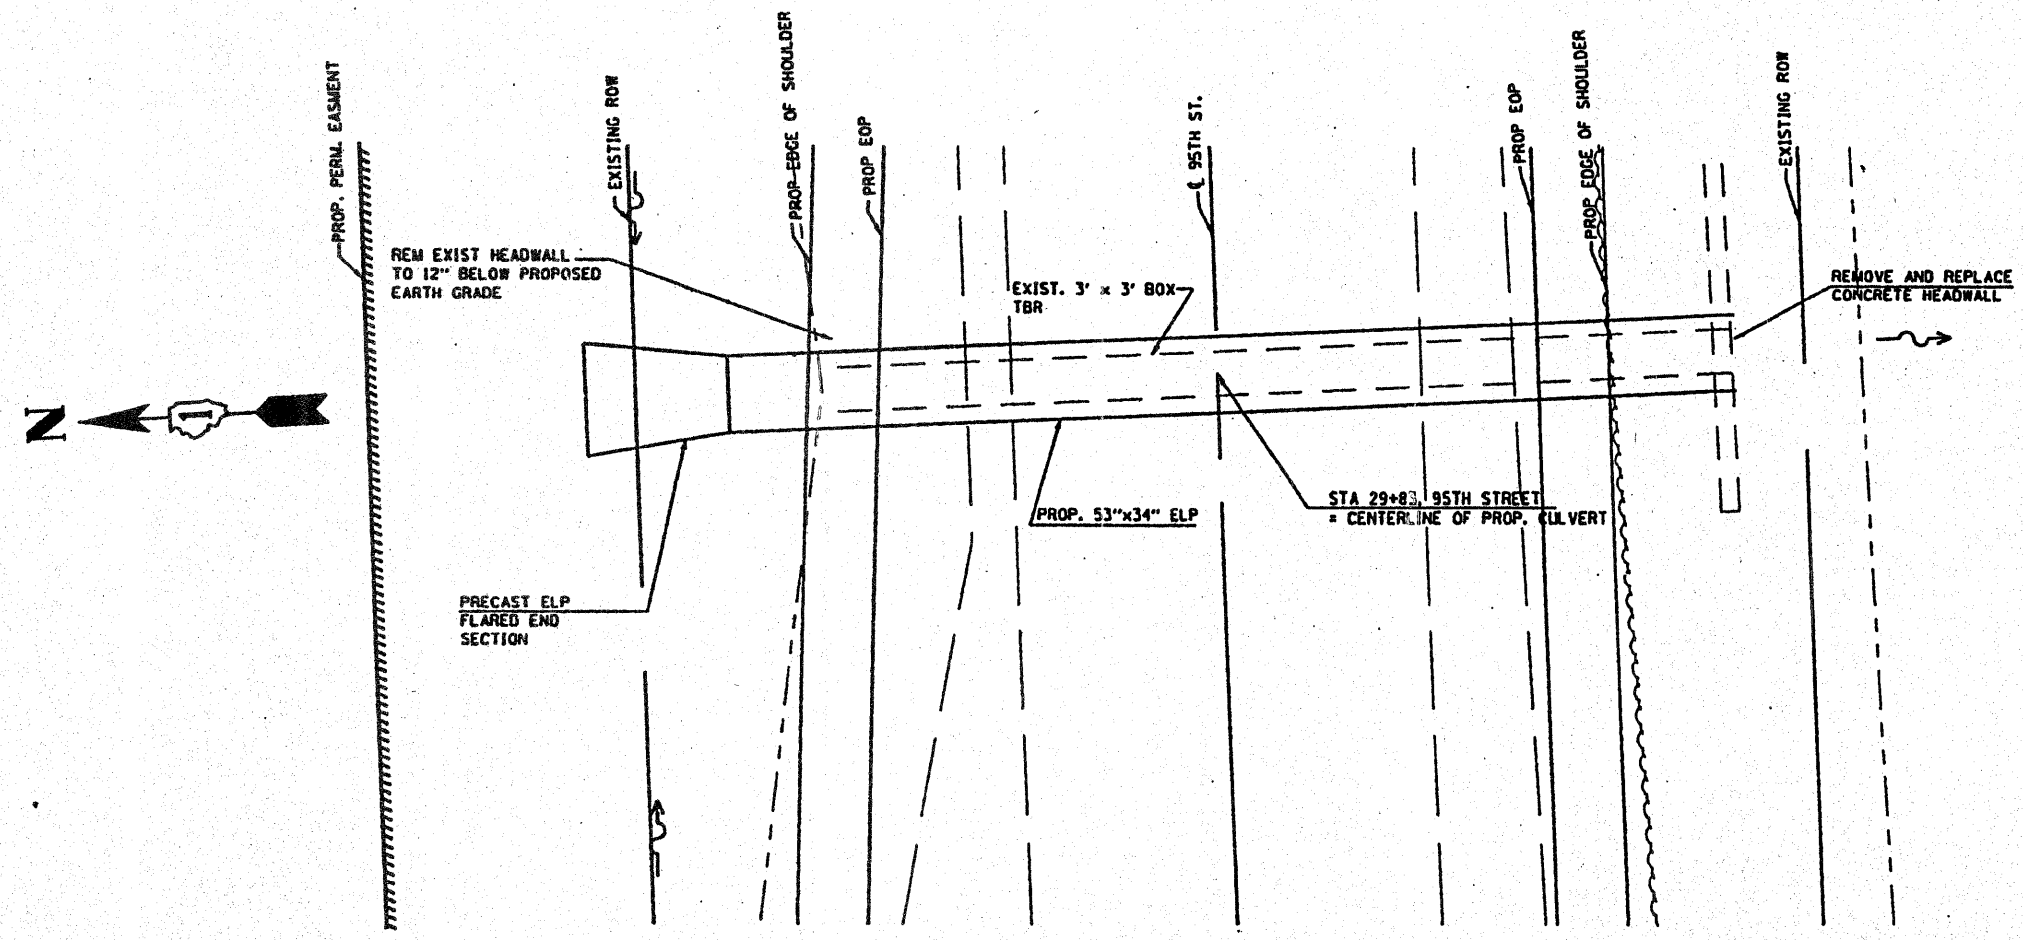 PROP. PERM. EASMENT
EXISTING ROW
PROP EDGE OF SHOULDER
PROP EOP
℄ 95TH ST.
PROP EOP
PROP EDGE OF SHOULDER
EXISTING ROW
REM EXIST HEADWALL
TO 12" BELOW PROPOSED
EARTH GRADE
EXIST. 3' x 3' BOX
TBR
REMOVE AND REPLACE
CONCRETE HEADWALL
N
PROP. 53"x34" ELP
STA 29+83, 95TH STREET
= CENTERLINE OF PROP. CULVERT
PRECAST ELP
FLARED END
SECTION